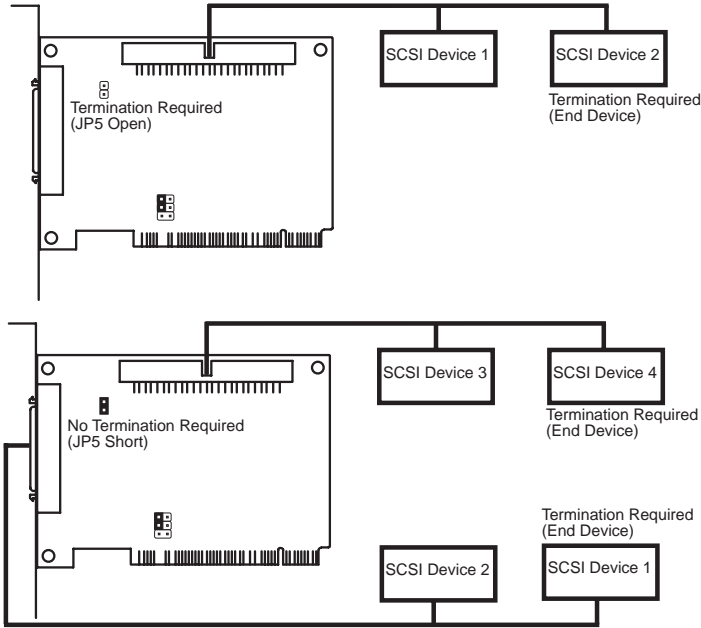 SCSI Device 1
SCSI Device 2
Termination Required
(JP5 Open)
Termination Required
(End Device)
SCSI Device 3
SCSI Device 4
No Termination Required
(JP5 Short)
Termination Required
(End Device)
Termination Required
(End Device)
SCSI Device 2
SCSI Device 1